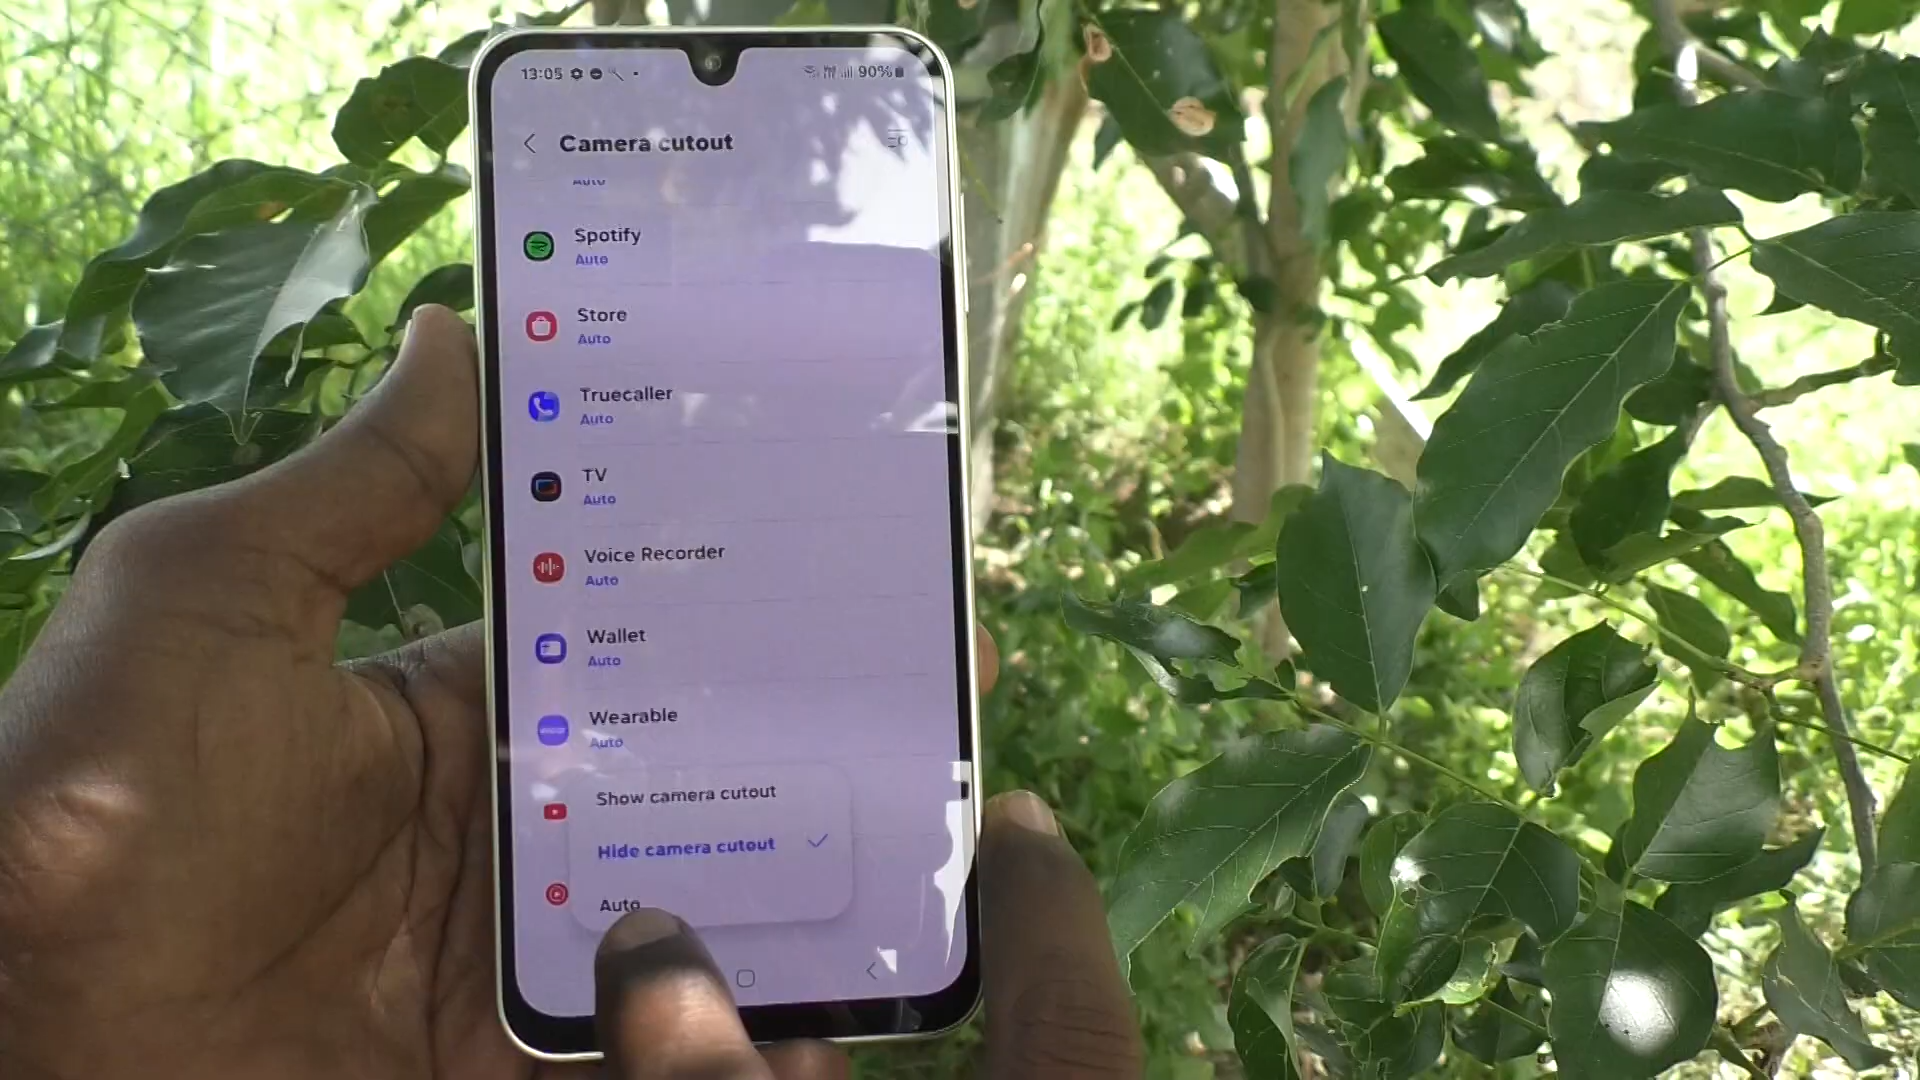 13:05
90%
Camera cutout
Auto
Spotify
Auto
Store
Auto
Truecaller
Auto
TV
Auto
Voice Recorder
Auto
Wallet
Auto
Wearable
Auto
Show camera cutout
Hide camera cutout
Auto